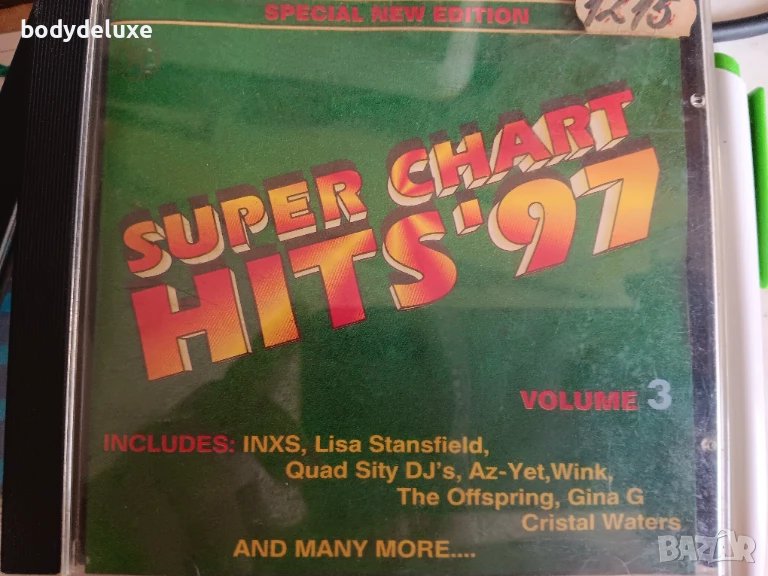 bodydeluxe
SPECIAL NEW EDITION
1215
SUPER CHART
HITS '97
VOLUME 3
INCLUDES: INXS, Lisa Stansfield,
Quad Sity DJ's, Az-Yet,Wink,
The Offspring, Gina G
Cristal Waters
AND MANY MORE....
BAZAR